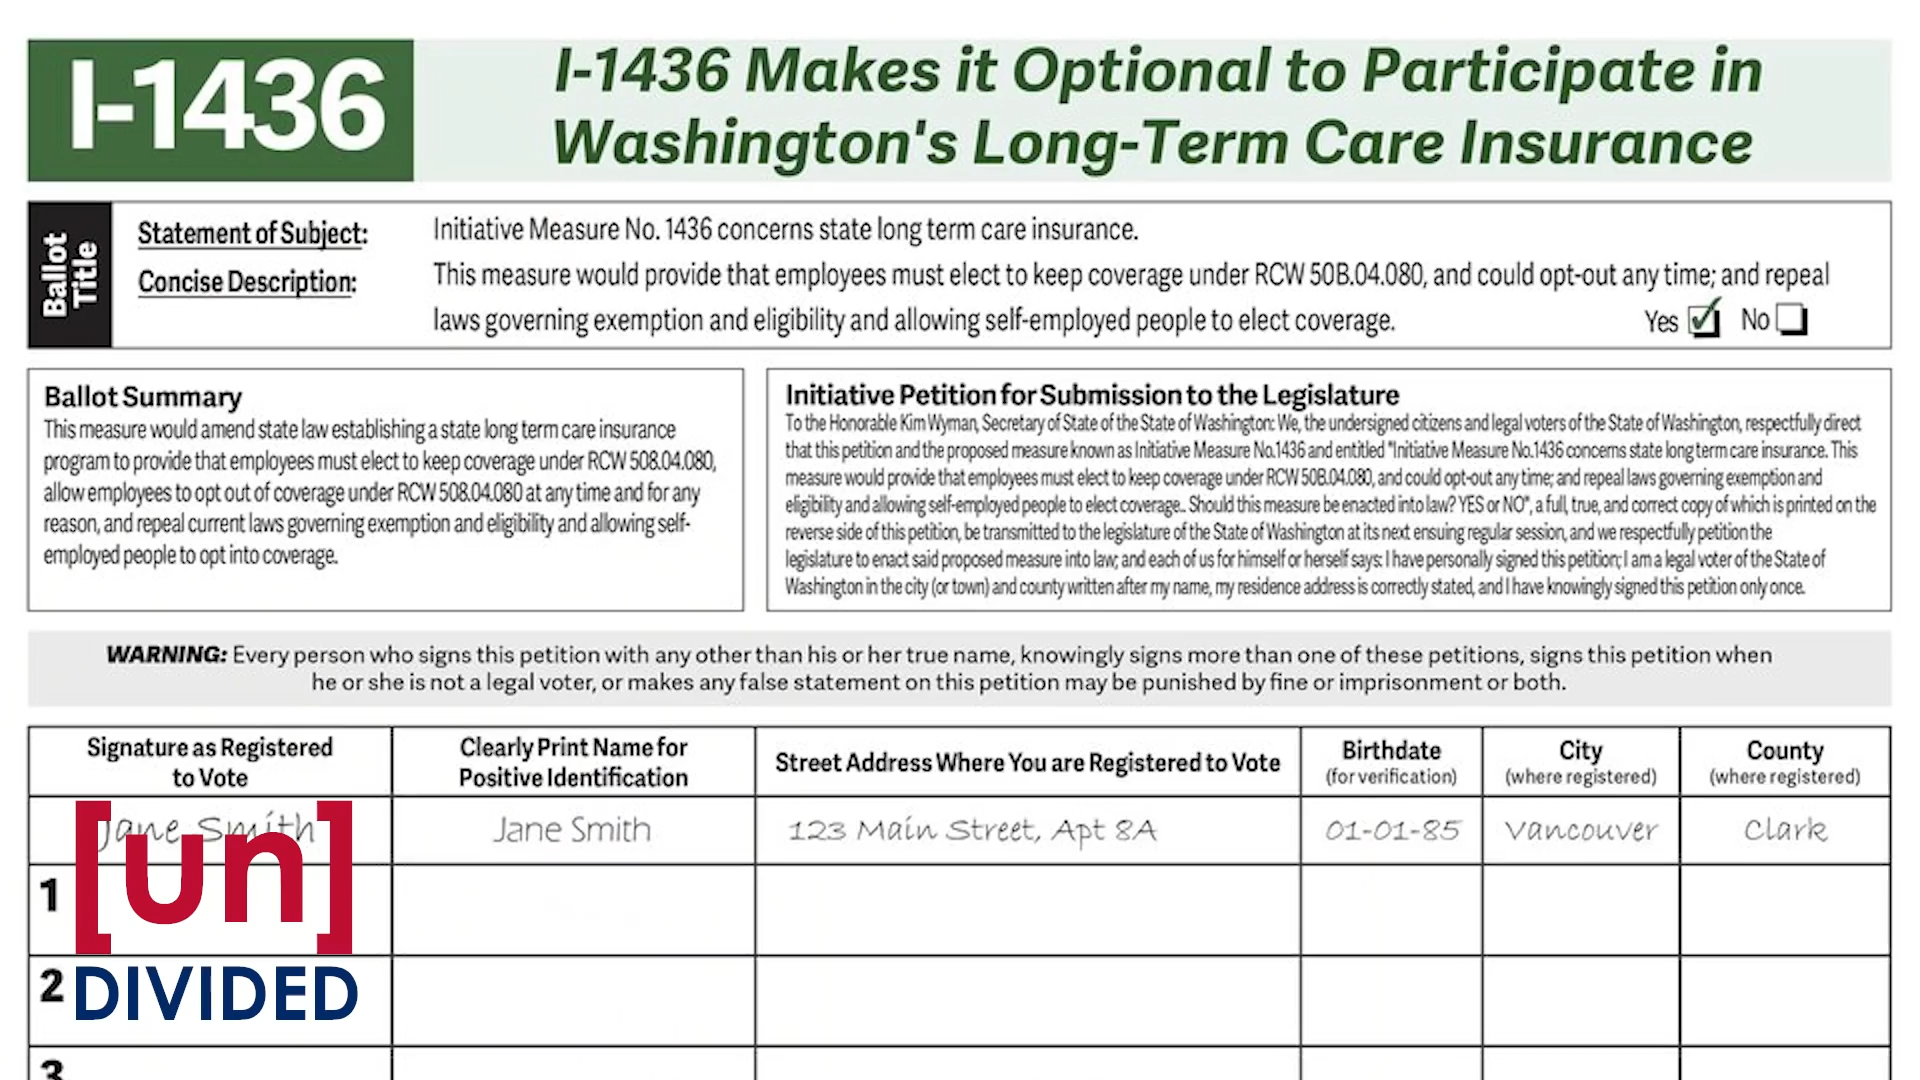 I-1436
I-1436 Makes it Optional to Participate in
Washington's Long-Term Care Insurance
Ballot
Title
Statement of Subject:
Initiative Measure No. 1436 concerns state long term care insurance.
Concise Description:
This measure would provide that employees must elect to keep coverage under RCW 50B.04.080, and could opt-out any time; and repeal
laws governing exemption and eligibility and allowing self-employed people to elect coverage.
Yes ✓ No
Ballot Summary
This measure would amend state law establishing a state long term care insurance
program to provide that employees must elect to keep coverage under RCW 508.04.080,
allow employees to opt out of coverage under RCW 508.04.080 at any time and for any
reason, and repeal current laws governing exemption and eligibility and allowing self-
employed people to opt into coverage.
Initiative Petition for Submission to the Legislature
To the Honorable Kim Wyman, Secretary of State of the State of Washington: We, the undersigned citizens and legal voters of the State of Washington, respectfully direct
that this petition and the proposed measure known as Initiative Measure No.1436 and entitled "Initiative Measure No.1436 concerns state long term care insurance. This
measure would provide that employees must elect to keep coverage under RCW 50B.04.080, and could opt-out any time; and repeal laws governing exemption and
eligibility and allowing self-employed people to elect coverage.. Should this measure be enacted into law? YES or NO", a full, true, and correct copy of which is printed on the
reverse side of this petition, be transmitted to the legislature of the State of Washington at its next ensuing regular session, and we respectfully petition the
legislature to enact said proposed measure into law; and each of us for himself or herself says: I have personally signed this petition; I am a legal voter of the State of
Washington in the city (or town) and county written after my name, my residence address is correctly stated, and I have knowingly signed this petition only once.
WARNING: Every person who signs this petition with any other than his or her true name, knowingly signs more than one of these petitions, signs this petition when
he or she is not a legal voter, or makes any false statement on this petition may be punished by fine or imprisonment or both.
Signature as Registered
to Vote
Clearly Print Name for
Positive Identification
Street Address Where You are Registered to Vote
Birthdate
(for verification)
City
(where registered)
County
(where registered)
Jane Smith
Jane Smith
123 Main Street, Apt 8A
01-01-85
Vancouver
Clark
1
2
3
[un]
DIVIDED